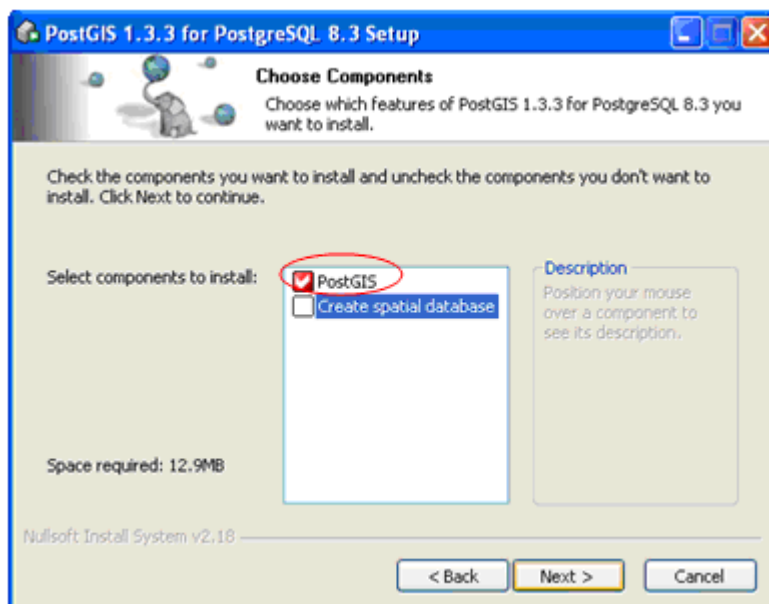 PostGIS 1.3.3 for PostgreSQL 8.3 Setup
Choose Components
Choose which features of PostGIS 1.3.3 for PostgreSQL 8.3 you
want to install.
Check the components you want to install and uncheck the components you don't want to
install. Click Next to continue.
Select components to install:
PostGIS
Create spatial database
Description
Position your mouse
over a component to
see its description.
Space required: 12.9MB
Nullsoft Install System v2.18
< Back
Next >
Cancel